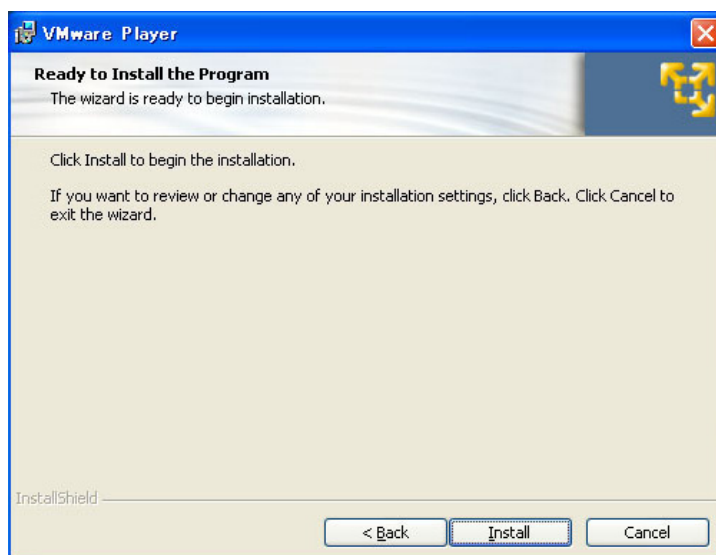 VMware Player
Ready to Install the Program
The wizard is ready to begin installation.
Click Install to begin the installation.
If you want to review or change any of your installation settings, click Back. Click Cancel to
exit the wizard.
InstallShield
< Back
Install
Cancel